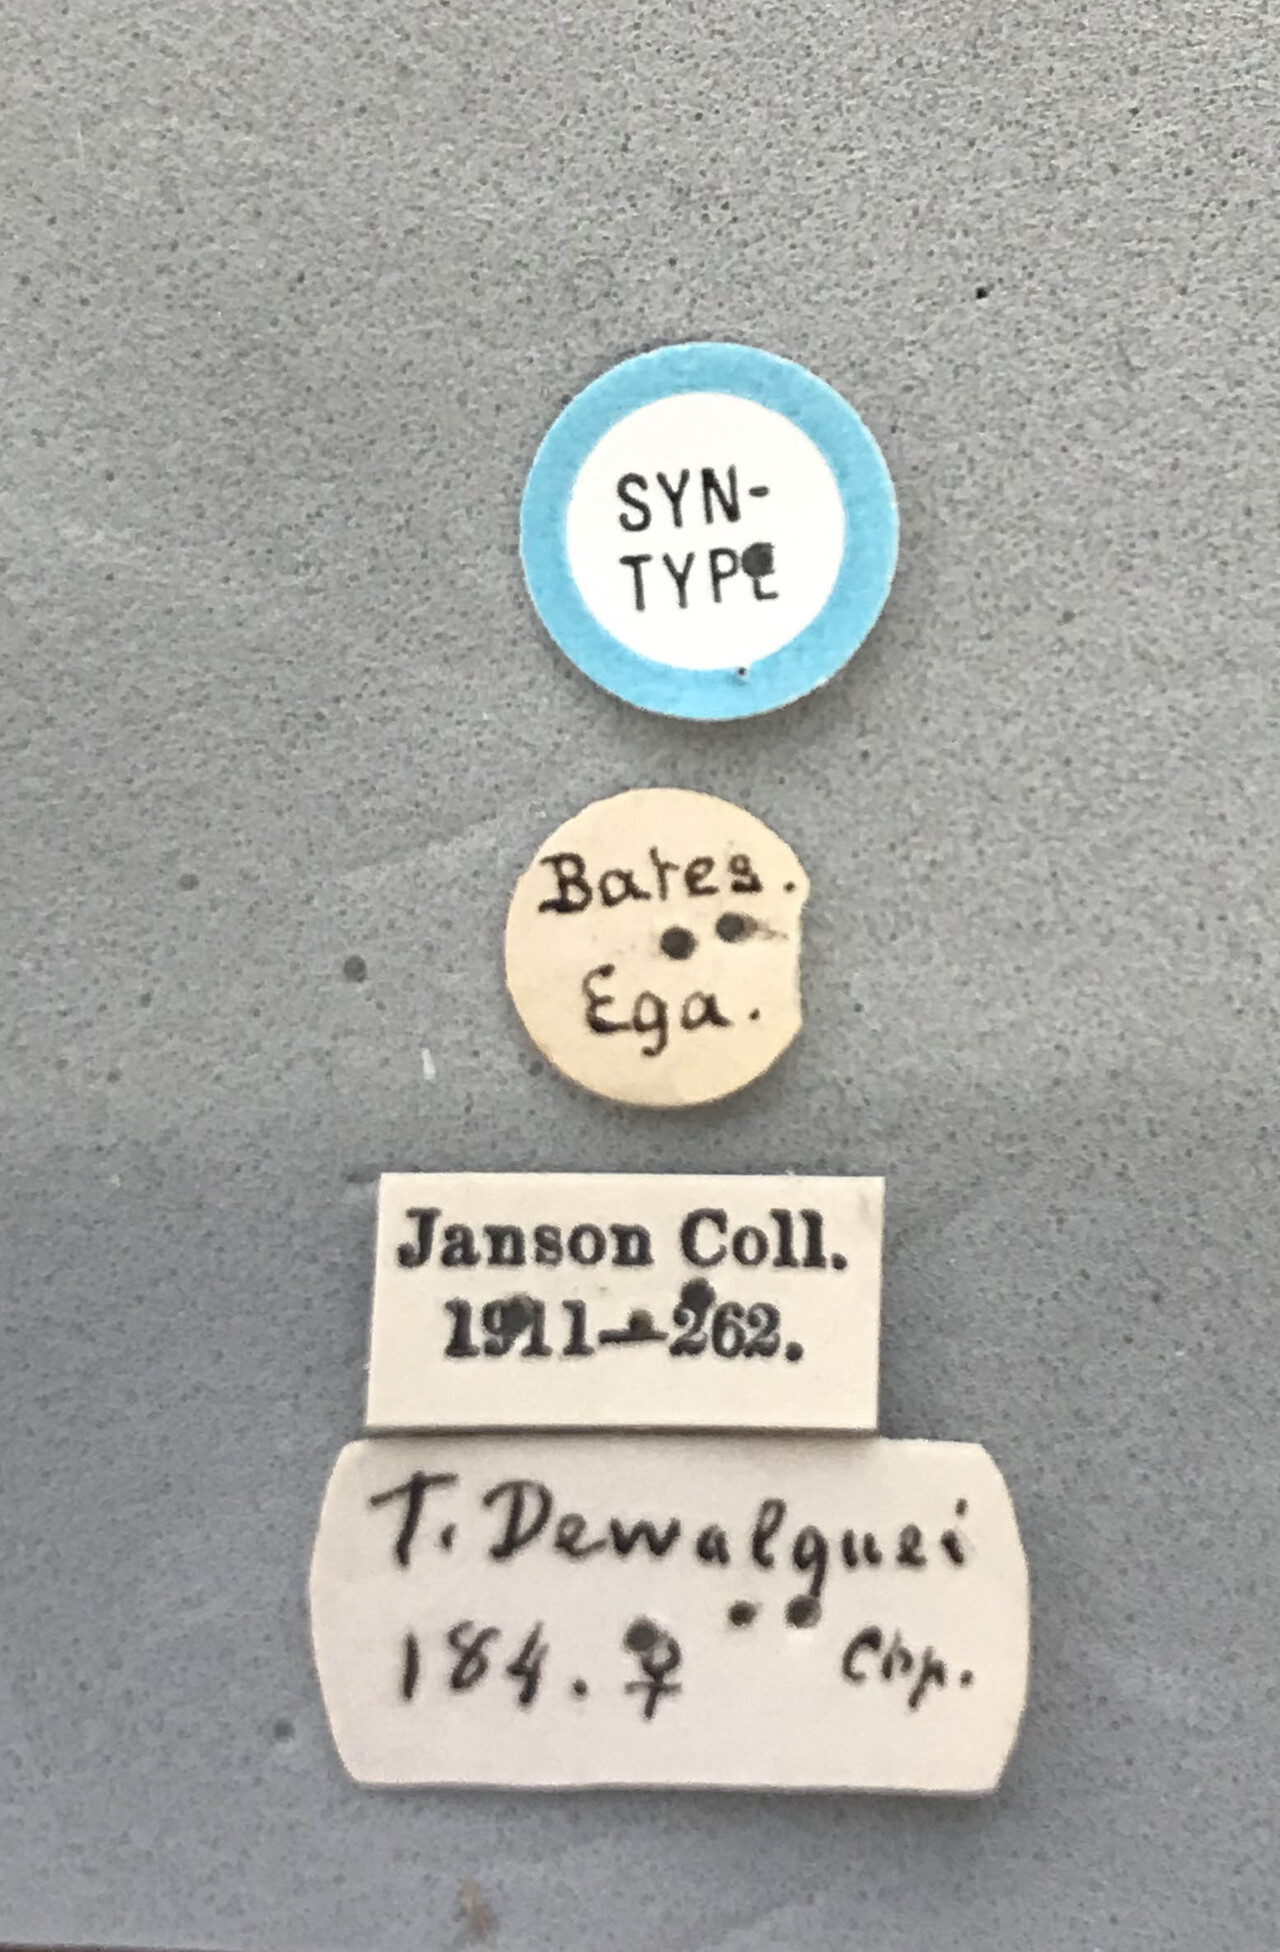 SYN-
TYPE
Bates.
Ega.
Janson Coll.
1911—262.
T. Dewalquei
184. ♀ Chp.